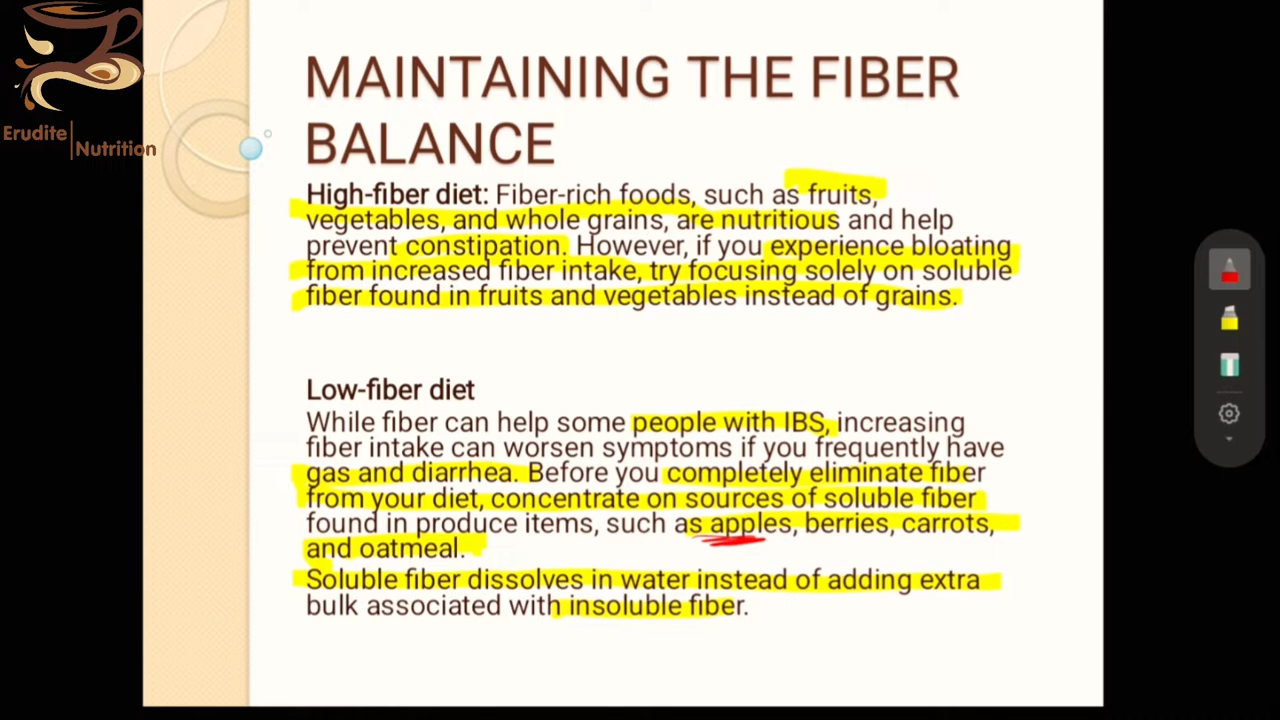 Erudite
Nutrition
MAINTAINING THE FIBER
BALANCE
High-fiber diet: Fiber-rich foods, such as fruits,
vegetables, and whole grains, are nutritious and help
prevent constipation. However, if you experience bloating
from increased fiber intake, try focusing solely on soluble
fiber found in fruits and vegetables instead of grains.
Low-fiber diet
While fiber can help some people with IBS, increasing
fiber intake can worsen symptoms if you frequently have
gas and diarrhea. Before you completely eliminate fiber
from your diet, concentrate on sources of soluble fiber
found in produce items, such as apples, berries, carrots,
and oatmeal.
Soluble fiber dissolves in water instead of adding extra
bulk associated with insoluble fiber.